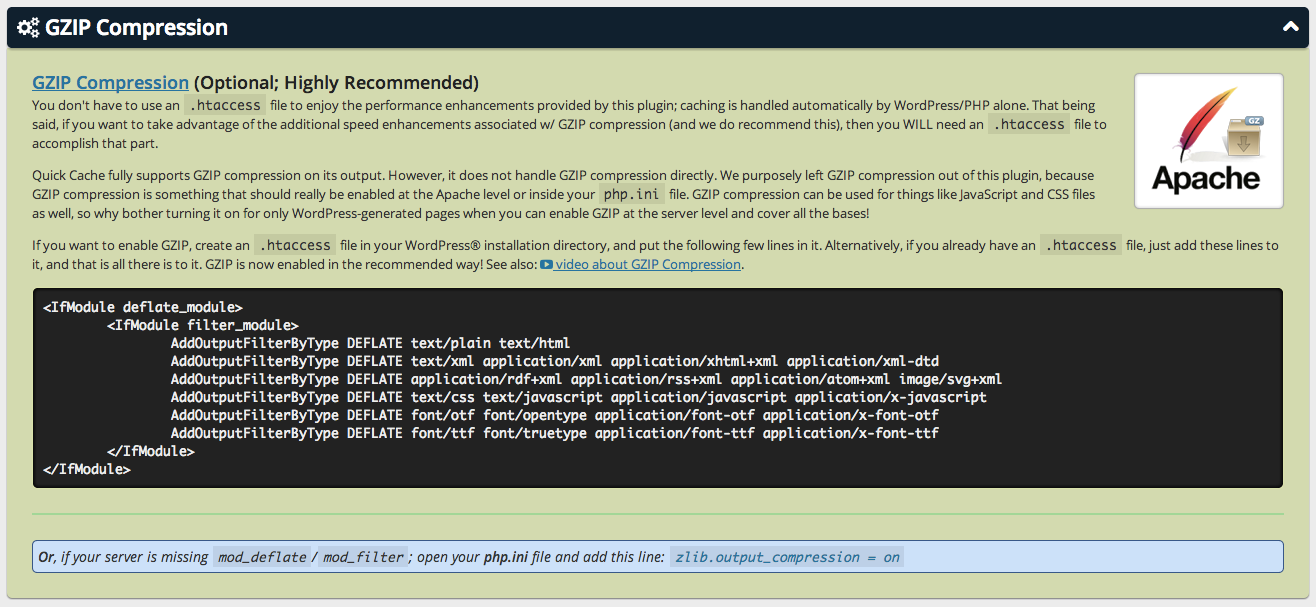 GZIP Compression
GZIP Compression (Optional; Highly Recommended)
You don't have to use an .htaccess file to enjoy the performance enhancements provided by this plugin; caching is handled automatically by WordPress/PHP alone. That being
said, if you want to take advantage of the additional speed enhancements associated w/ GZIP compression (and we do recommend this), then you WILL need an .htaccess file to
accomplish that part.
GZ
Apache
Quick Cache fully supports GZIP compression on its output. However, it does not handle GZIP compression directly. We purposely left GZIP compression out of this plugin, because
GZIP compression is something that should really be enabled at the Apache level or inside your php.ini file. GZIP compression can be used for things like JavaScript and CSS files
as well, so why bother turning it on for only WordPress-generated pages when you can enable GZIP at the server level and cover all the bases!
If you want to enable GZIP, create an .htaccess file in your WordPress® installation directory, and put the following few lines in it. Alternatively, if you already have an .htaccess file, just add these lines to
it, and that is all there is to it. GZIP is now enabled in the recommended way! See also: video about GZIP Compression.
<IfModule deflate_module>
<IfModule filter_module>
AddOutputFilterByType DEFLATE text/plain text/html
AddOutputFilterByType DEFLATE text/xml application/xml application/xhtml+xml application/xml-dtd
AddOutputFilterByType DEFLATE application/rdf+xml application/rss+xml application/atom+xml image/svg+xml
AddOutputFilterByType DEFLATE text/css text/javascript application/javascript application/x-javascript
AddOutputFilterByType DEFLATE font/otf font/opentype application/font-otf application/x-font-otf
AddOutputFilterByType DEFLATE font/ttf font/truetype application/font-ttf application/x-font-ttf
</IfModule>
</IfModule>
Or, if your server is missing mod_deflate / mod_filter; open your php.ini file and add this line: zlib.output_compression = on